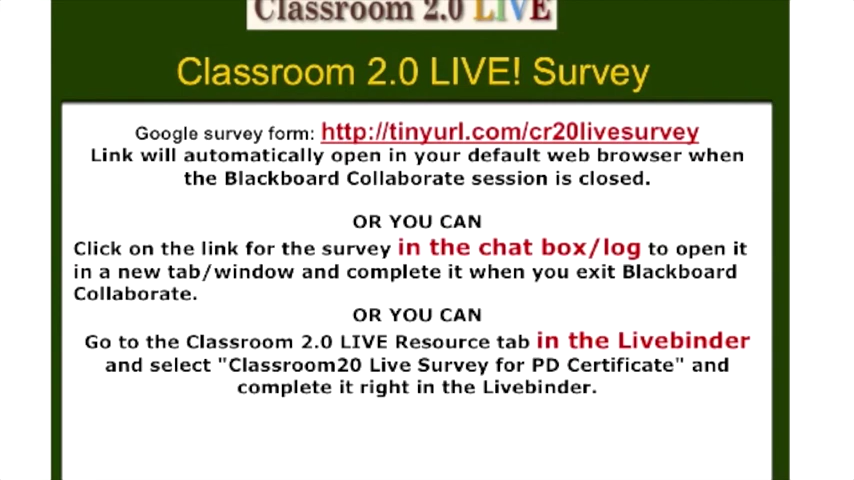 Classroom 2.0 LIVE
Classroom 2.0 LIVE! Survey
Google survey form: http://tinyurl.com/cr20livesurvey
Link will automatically open in your default web browser when
the Blackboard Collaborate session is closed.
OR YOU CAN
Click on the link for the survey in the chat box/log to open it
in a new tab/window and complete it when you exit Blackboard
Collaborate.
OR YOU CAN
Go to the Classroom 2.0 LIVE Resource tab in the Livebinder
and select "Classroom20 Live Survey for PD Certificate" and
complete it right in the Livebinder.